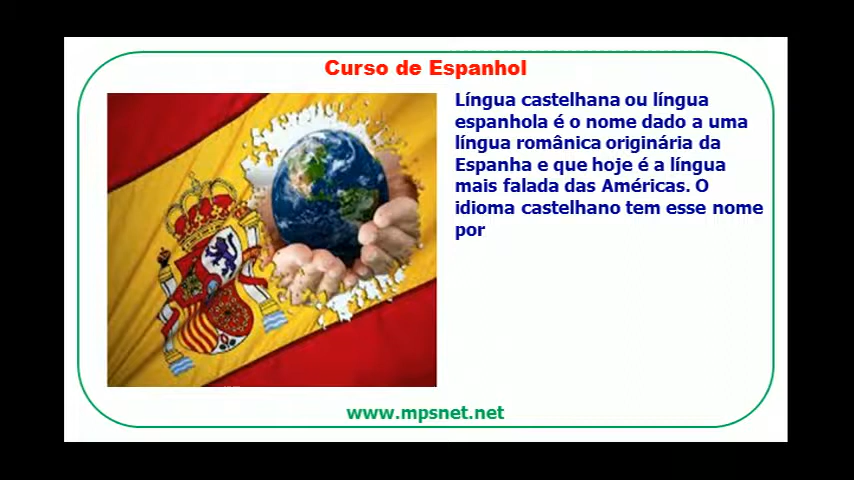 Curso de Espanhol
Língua castelhana ou língua
espanhola é o nome dado a uma
língua românica originária da
Espanha e que hoje é a língua
mais falada das Américas. O
idioma castelhano tem esse nome
por
www.mpsnet.net